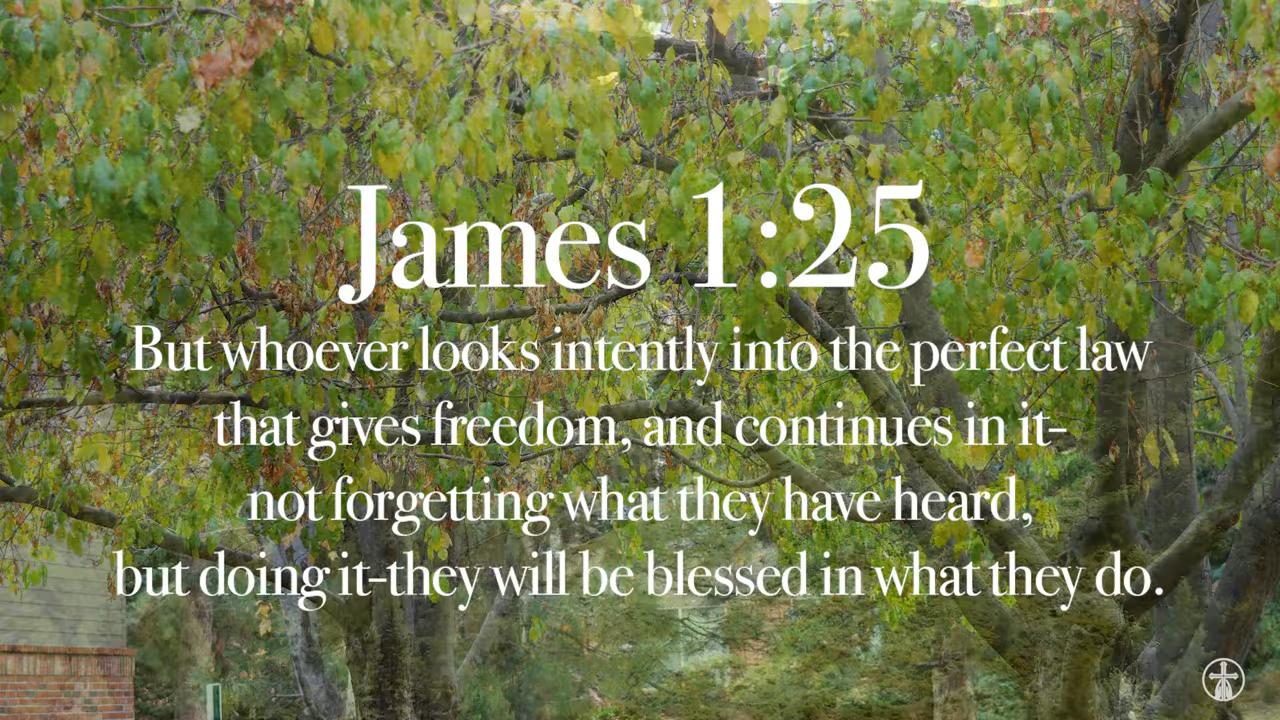 James 1:25
But whoever looks intently into the perfect law
that gives freedom, and continues in it-
not forgetting what they have heard,
but doing it-they will be blessed in what they do.